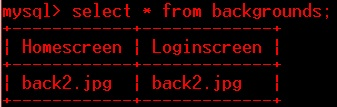 mysql> select * from backgrounds;
+------------+-------------+
| Homescreen | Loginscreen |
+------------+-------------+
| back2.jpg  | back2.jpg   |
+------------+-------------+